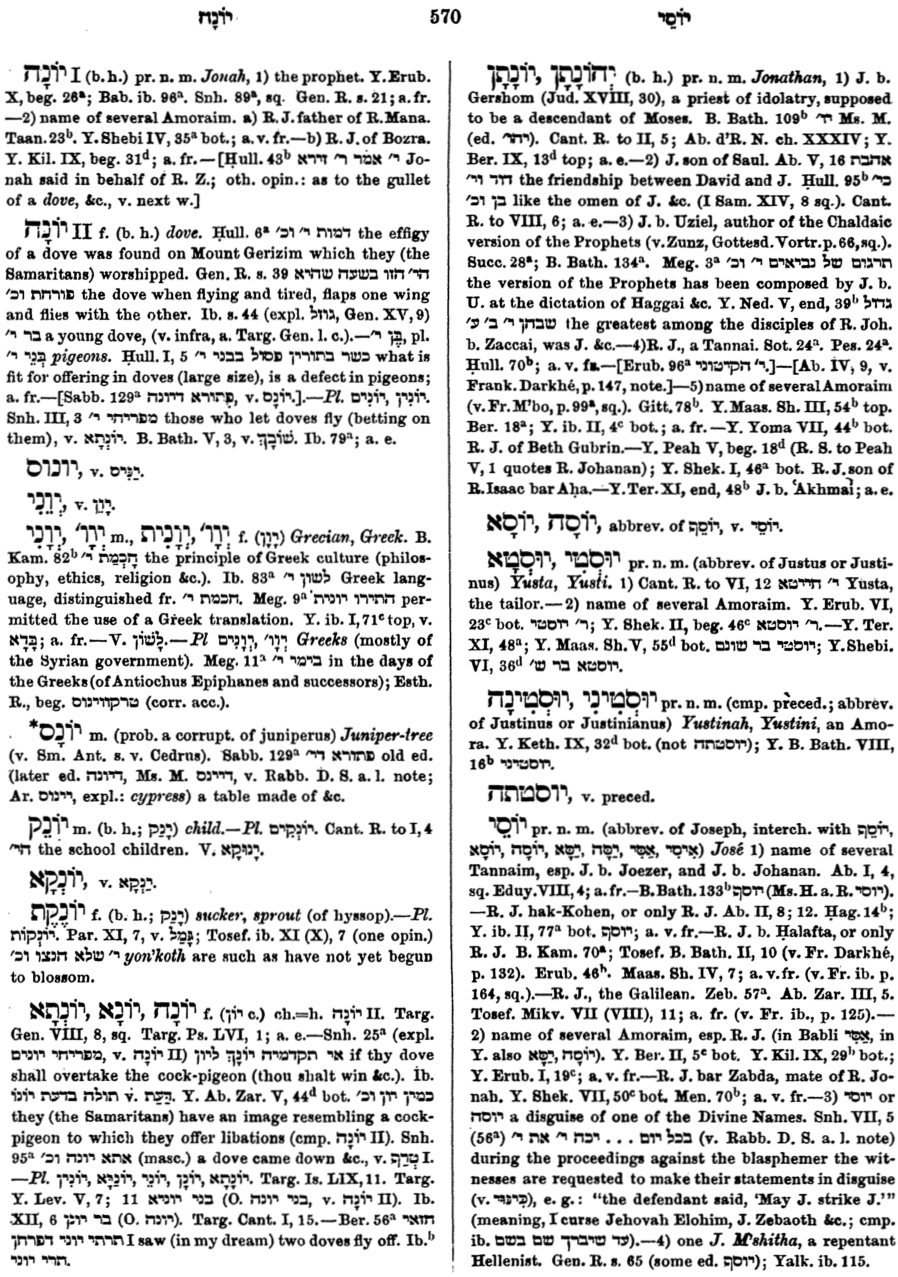 יוֹנָה
570
יוֹסֵי
יוֹנָה I (b. h.) pr. n. m. Jonah, 1) the prophet. Y. Erub.
X, beg. 26ᵃ; Bab. ib. 96ᵃ. Snh. 89ᵃ, sq. Gen. R. s. 21; a. fr.
—2) name of several Amoraim. a) R. J. father of R. Mana.
Taan. 23ᵇ. Y. Shebi IV, 35ᵃ bot.; a. v. fr.—b) R. J. of Bozra.
Y. Kil. IX, beg. 31ᵈ; a. fr.—[Ḥull. 43ᵇ י׳ אמר ר׳ זירא Jo-
nah said in behalf of R. Z.; oth. opin.: as to the gullet
of a dove, &c., v. next w.]
יוֹנָה II f. (b. h.) dove. Ḥull. 6ᵃ דמות י׳ וכ׳ the effigy
of a dove was found on Mount Gerizim which they (the
Samaritans) worshipped. Gen. R. s. 39 הי׳ הזו בשעה שהיא
פורחת וכ׳ the dove when flying and tired, flaps one wing
and flies with the other. Ib. s. 44 (expl. גוזל, Gen. XV, 9)
בר י׳ a young dove, (v. infra, a. Targ. Gen. l. c.).—בֶּן י׳, pl.
בְּנֵי י׳ pigeons. Ḥull. I, 5 כשר בתורין פסול בבני י׳ what is
fit for offering in doves (large size), is a defect in pigeons;
a. fr.—[Sabb. 129ᵃ פתורא דיונה, v. יוֹנָס.].—Pl. יוֹנִים, יוֹנִין.
Snh. III, 3 מפריחי י׳ those who let doves fly (betting on
them), v. יוֹנְתָא. B. Bath. V, 3, v. שׁוֹבָךְ. Ib. 79ᵃ; a. e.
יונוס, v. יַנִּיס.
יְוָנֵי, v. יָוָן.
יְוָנִי, יְוָו׳ m., יְוָנִית, יְוָו׳ f. (יָוָן) Grecian, Greek. B.
Kam. 82ᵇ חָכְמַת י׳ the principle of Greek culture (philos-
ophy, ethics, religion &c.). Ib. 83ᵃ לשון י׳ Greek lang-
uage, distinguished fr. חכמת י׳. Meg. 9ᵃ התירו יונית per-
mitted the use of a Greek translation. Y. ib. I, 71ᶜ top, v.
בָּדָא; a. fr.—V. לָשׁוֹן.—Pl יְוָנִים, יְוָו׳ Greeks (mostly of
the Syrian government). Meg. 11ᵃ בימי י׳ in the days of
the Greeks (of Antiochus Epiphanes and successors); Esth.
R., beg. טרקוויינוס (corr. acc.).
*יוֹנָס m. (prob. a corrupt. of juniperus) Juniper-tree
(v. Sm. Ant. s. v. Cedrus). Sabb. 129ᵃ פתורא די׳ old ed.
(later ed. דיונה, Ms. M. דיינס, v. Rabb. D. S. a. l. note;
Ar. יינוס, expl.: cypress) a table made of &c.
יוֹנֵק m. (b. h.; יָנַק) child.—Pl. יוֹנְקִים. Cant. R. to I, 4
הי׳ the school children. V. יָנוּקָא.
יוֹנְקָא, v. יַנְקָא.
יוֹנֶקֶת f. (b. h.; יָנַק) sucker, sprout (of hyssop).—Pl.
יוֹנְקוֹת. Par. XI, 7, v. גִּמֵּל; Tosef. ib. XI (X), 7 (one opin.)
י׳ שלא הנצו וכ׳ yon'koth are such as have not yet begun
to blossom.
יוֹנָה, יוֹנָא, יוֹנְתָא f. (יוֹן c.) ch.=h. יוֹנָה II. Targ.
Gen. VIII, 8, sq. Targ. Ps. LVI, 1; a. e.—Snh. 25ᵃ (expl.
מפריחי יונים, v. יוֹנָה II) אי תקדמיה יוֹנָךְ ליון if thy dove
shall overtake the cock-pigeon (thou shalt win &c.). Ib.
תולה בדעת יוֹנוֹ v. דַּעַת. Y. Ab. Zar. V, 44ᵈ bot. כמין יון וכ׳
they (the Samaritans) have an image resembling a cock-
pigeon to which they offer libations (cmp. יוֹנָה II). Snh.
95ᵃ אתא יונה וכ׳ (masc.) a dove came down &c., v. טְרַף I.
—Pl. יוֹנָתָא, יוֹנָן, יוֹנֵי, יוֹנַיָּא, יוֹנִין. Targ. Is. LIX, 11. Targ.
Y. Lev. V, 7; 11 בני יוניא (O. בני יונה, v. יוֹנָה II). Ib.
XII, 6 בר יונן (O. יונה). Targ. Cant. I, 15.—Ber. 56ᵃ חזאי
תרתי יוני דפרחן I saw (in my dream) two doves fly off. Ib.ᵇ
תרי יוני.
יְהוֹנָתָן, יוֹנָתָן (b. h.) pr. n. m. Jonathan, 1) J. b.
Gershom (Jud. XVIII, 30), a priest of idolatry, supposed
to be a descendant of Moses. B. Bath. 109ᵇ יו׳ Ms. M.
(ed. יהו׳). Cant. R. to II, 5; Ab. d'R. N. ch. XXXIV; Y.
Ber. IX, 13ᵈ top; a. e.—2) J. son of Saul. Ab. V, 16 אהבת
דוד וי׳ the friendship between David and J. Ḥull. 95ᵇ כי׳
בן וכ׳ like the omen of J. &c. (I Sam. XIV, 8 sq.). Cant.
R. to VIII, 6; a. e.—3) J. b. Uziel, author of the Chaldaic
version of the Prophets (v. Zunz, Gottesd. Vortr. p. 66, sq.).
Succ. 28ᵃ; B. Bath. 134ᵃ. Meg. 3ᵃ תרגום של נביאים י׳ וכ׳
the version of the Prophets has been composed by J. b.
U. at the dictation of Haggai &c. Y. Ned. V, end, 39ᵇ גדול
שבהן י׳ ב׳ ע׳ the greatest among the disciples of R. Joh.
b. Zaccai, was J. &c.—4) R. J., a Tannai. Sot. 24ᵃ. Pes. 24ᵃ.
Ḥull. 70ᵇ; a. v. fr.—[Erub. 96ᵃ י׳ הקיטוני.]—[Ab. IV, 9, v.
Frank. Darkhé, p. 147, note.]—5) name of several Amoraim
(v. Fr. M'bo, p. 99ᵃ, sq.). Gitt. 78ᵇ. Y. Maas. Sh. III, 54ᵇ top.
Ber. 18ᵃ; Y. ib. II, 4ᶜ bot.; a. fr.—Y. Yoma VII, 44ᵇ bot.
R. J. of Beth Gubrin.—Y. Peah V, beg. 18ᵈ (R. S. to Peah
V, 1 quotes R. Johanan); Y. Shek. I, 46ᵃ bot. R. J. son of
R. Isaac bar Aḥa.—Y. Ter. XI, end, 48ᵇ J. b. ʿAkhmai; a. e.
יוֹסָא, יוֹסָה, abbrev. of יוֹסֵף, v. יוֹסֵי.
יוּסְטָא, יוּסְטִי pr. n. m. (abbrev. of Justus or Justi-
nus) Yusta, Yusti. 1) Cant. R. to VI, 12 י׳ חייטא Yusta,
the tailor.—2) name of several Amoraim. Y. Erub. VI,
23ᶜ bot. ר׳ יוסטי; Y. Shek. II, beg. 46ᶜ ר׳ יוסטא.—Y. Ter.
XI, 48ᵃ; Y. Maas. Sh. V, 55ᵈ bot. יוסטי בר שונם; Y. Shebi.
VI, 36ᵈ יוסטא בר ש׳.
יוּסְטִינָה, יוּסְטִינִי pr. n. m. (cmp. preced.; abbrev.
of Justinus or Justinianus) Yustinah, Yustini, an Amo-
ra. Y. Keth. IX, 32ᵈ bot. (not יוסטתה); Y. B. Bath. VIII,
16ᵇ יוסטיני.
יוסטתה, v. preced.
יוֹסֵי pr. n. m. (abbrev. of Joseph, interch. with יוֹסֵף,
יוֹסָא, יוֹסָה, יַסָּא, יַסָּה, אַסִּי, אִיסִי) José 1) name of several
Tannaim, esp. J. b. Joezer, and J. b. Johanan. Ab. I, 4,
sq. Eduy. VIII, 4; a. fr.—B. Bath. 133ᵇ יוסף (Ms. H. a. R. יוסי).
—R. J. hak-Kohen, or only R. J. Ab. II, 8; 12. Hag. 14ᵇ;
Y. ib. II, 77ᵃ bot. יוסף; a. v. fr.—R. J. b. Ḥalafta, or only
R. J. B. Kam. 70ᵃ; Tosef. B. Bath. II, 10 (v. Fr. Darkhé,
p. 132). Erub. 46ᵇ. Maas. Sh. IV, 7; a. v. fr. (v. Fr. ib. p.
164, sq.).—R. J., the Galilean. Zeb. 57ᵃ. Ab. Zar. III, 5.
Tosef. Mikv. VII (VIII), 11; a. fr. (v. Fr. ib., p. 125).—
2) name of several Amoraim, esp. R. J. (in Babli אַסִּי, in
Y. also יוֹסָה, יַסָּא). Y. Ber. II, 5ᶜ bot. Y. Kil. IX, 29ᵇ bot.;
Y. Erub. I, 19ᶜ; a. v. fr.—R. J. bar Zabda, mate of R. Jo-
nah. Y. Shek. VII, 50ᶜ bot. Men. 70ᵇ; a. v. fr.—3) יוסי or
יוסה a disguise of one of the Divine Names. Snh. VII, 5
(56ᵃ) בכל יום ... יכה י׳ את י׳ (v. Rabb. D. S. a. l. note)
during the proceedings against the blasphemer the wit-
nesses are requested to make their statements in disguise
(v. כִּינּוּי), e. g.: “the defendant said, ‘May J. strike J.’”
(meaning, I curse Jehovah Elohim, J. Zebaoth &c.; cmp.
ib. עד שיברך שם בשם).—4) one J. M'shitha, a repentant
Hellenist. Gen. R. s. 65 (some ed. יוסף); Yalk. ib. 115.